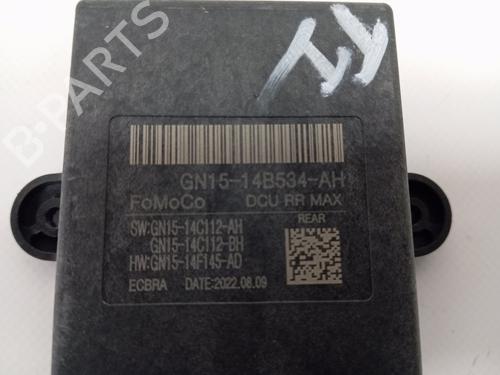 B-PARTS
GN15-14B534-AH
FoMoCo DCU RR MAX
SW:GN15-14C112-AH REAR
GN15-14C112-BH
HW:GN15-14F145-AD
ECBRA DATE:2022.08.09